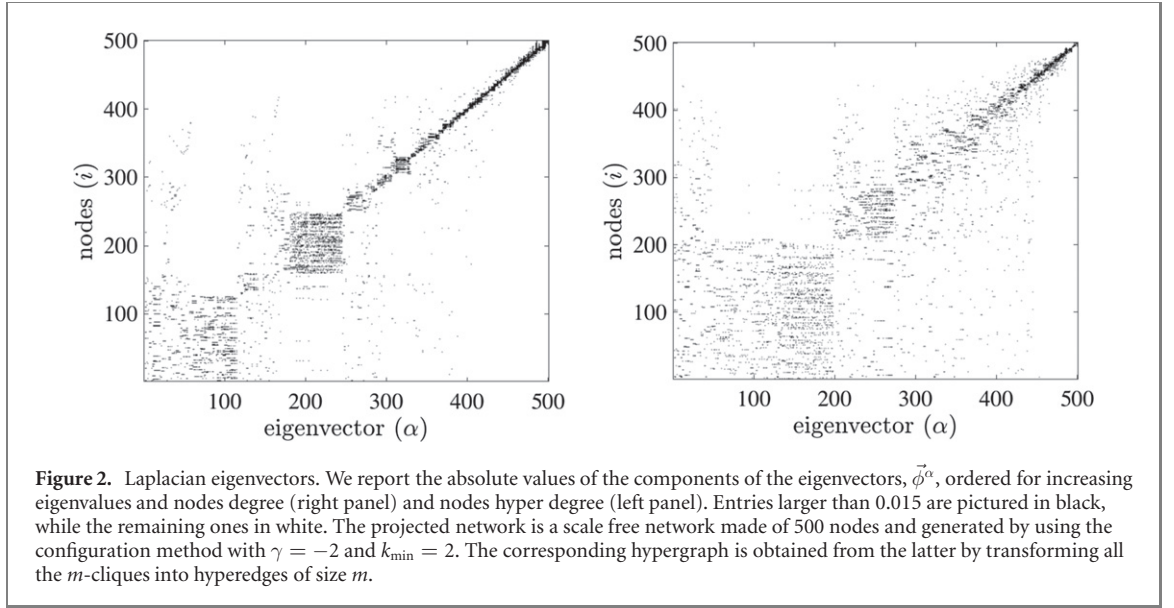 500
400
300
200
100
nodes (i)
100 200 300 400 500
eigenvector (α)
500
400
300
200
100
nodes (i)
100 200 300 400 500
eigenvector (α)
Figure 2. Laplacian eigenvectors. We report the absolute values of the components of the eigenvectors, $\vec{\phi}^{\alpha}$, ordered for increasing
eigenvalues and nodes degree (right panel) and nodes hyper degree (left panel). Entries larger than 0.015 are pictured in black,
while the remaining ones in white. The projected network is a scale free network made of 500 nodes and generated by using the
configuration method with γ = −2 and k_min = 2. The corresponding hypergraph is obtained from the latter by transforming all
the m-cliques into hyperedges of size m.